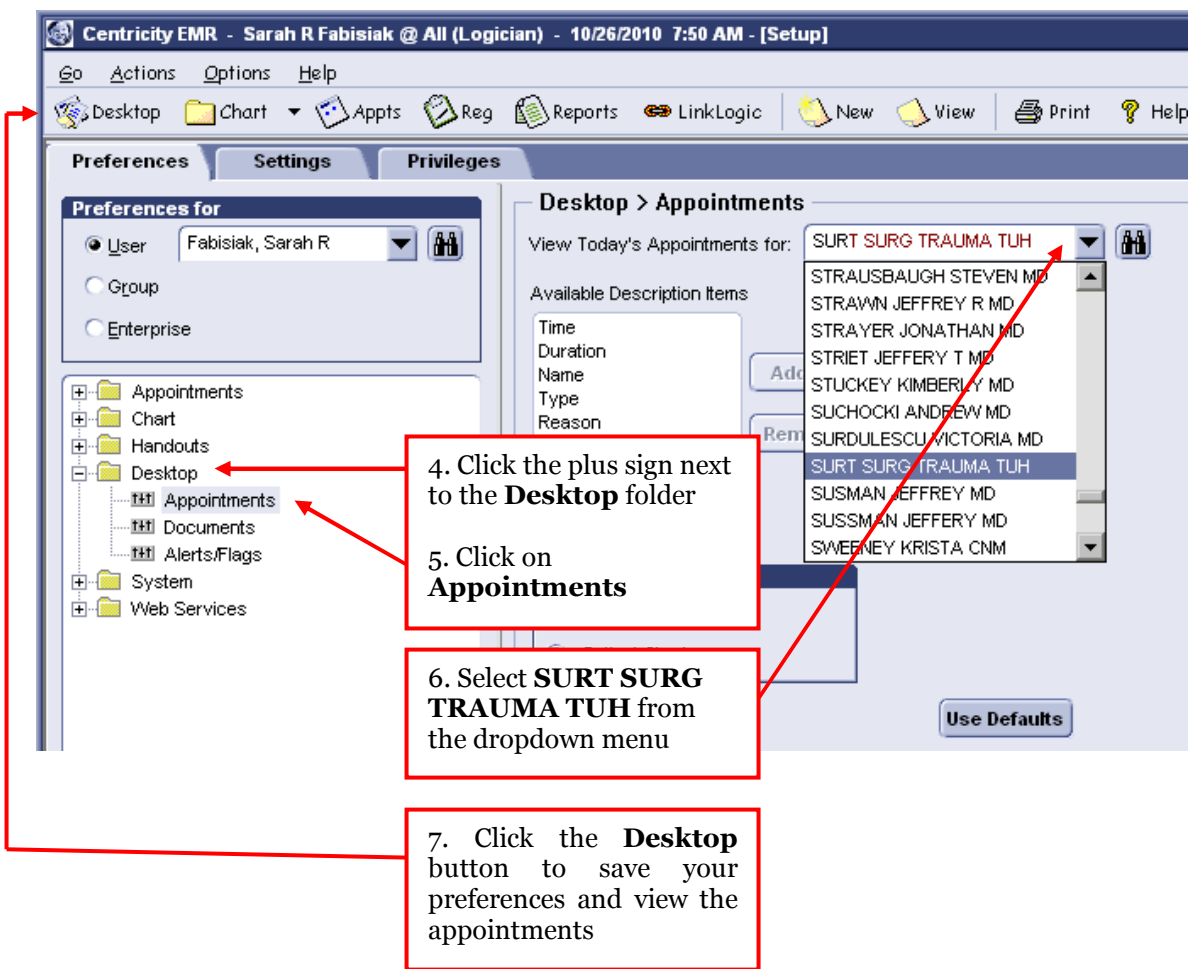 Centricity EMR - Sarah R Fabisiak @ All (Logician) - 10/26/2010 7:50 AM - [Setup]
Go Actions Options Help
Desktop Chart Appts Reg Reports LinkLogic New View Print Help
Preferences Settings Privileges
Preferences for
User Fabisiak, Sarah R
Group
Enterprise
Appointments
Chart
Handouts
Desktop
Appointments
Documents
Alerts/Flags
System
Web Services
Desktop > Appointments
View Today's Appointments for: SURT SURG TRAUMA TUH
Available Description Items
Time
Duration
Name
Type
Reason
STRAUSBAUGH STEVEN MD
STRAWN JEFFREY R MD
STRAYER JONATHAN MD
STRIET JEFFERY T MD
STUCKEY KIMBERLY MD
SUCHOCKI ANDREW MD
SURDULESCU VICTORIA MD
SURT SURG TRAUMA TUH
SUSMAN JEFFREY MD
SUSSMAN JEFFERY MD
SWEENEY KRISTA CNM
Use Defaults
4. Click the plus sign next
to the Desktop folder
5. Click on
Appointments
6. Select SURT SURG
TRAUMA TUH from
the dropdown menu
7. Click the Desktop
button to save your
preferences and view the
appointments